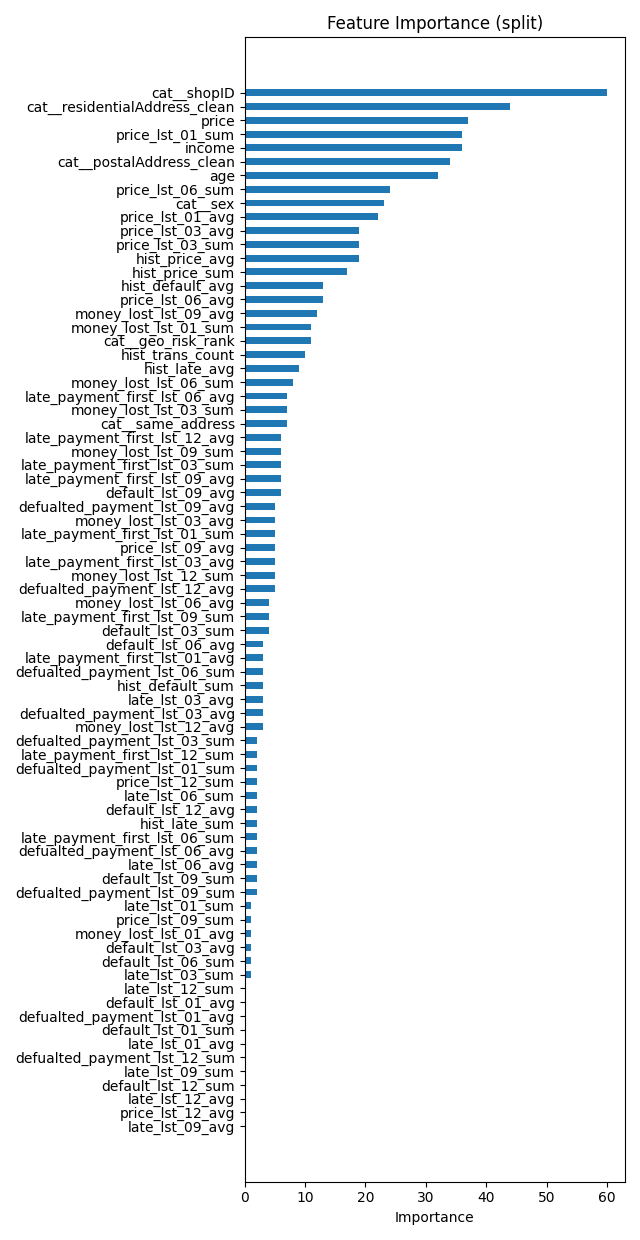 Feature Importance (split)
cat__shopID
cat__residentialAddress_clean
price
price_lst_01_sum
income
cat__postalAddress_clean
age
price_lst_06_sum
cat__sex
price_lst_01_avg
price_lst_03_avg
price_lst_03_sum
hist_price_avg
hist_price_sum
hist_default_avg
price_lst_06_avg
money_lost_lst_09_avg
money_lost_lst_01_sum
cat__geo_risk_rank
hist_trans_count
hist_late_avg
money_lost_lst_06_sum
late_payment_first_lst_06_avg
money_lost_lst_03_sum
cat__same_address
late_payment_first_lst_12_avg
money_lost_lst_09_sum
late_payment_first_lst_03_sum
late_payment_first_lst_09_avg
default_lst_09_avg
defualted_payment_lst_09_avg
money_lost_lst_03_avg
late_payment_first_lst_01_sum
price_lst_09_avg
late_payment_first_lst_03_avg
money_lost_lst_12_sum
defualted_payment_lst_12_avg
money_lost_lst_06_avg
late_payment_first_lst_09_sum
default_lst_03_sum
default_lst_06_avg
late_payment_first_lst_01_avg
defualted_payment_lst_06_sum
hist_default_sum
late_lst_03_avg
defualted_payment_lst_03_avg
money_lost_lst_12_avg
defualted_payment_lst_03_sum
late_payment_first_lst_12_sum
defualted_payment_lst_01_sum
price_lst_12_sum
late_lst_06_sum
default_lst_12_avg
hist_late_sum
late_payment_first_lst_06_sum
defualted_payment_lst_06_avg
late_lst_06_avg
default_lst_09_sum
defualted_payment_lst_09_sum
late_lst_01_sum
price_lst_09_sum
money_lost_lst_01_avg
default_lst_03_avg
default_lst_06_sum
late_lst_03_sum
late_lst_12_sum
default_lst_01_avg
defualted_payment_lst_01_avg
default_lst_01_sum
late_lst_01_avg
defualted_payment_lst_12_sum
late_lst_09_sum
default_lst_12_sum
late_lst_12_avg
price_lst_12_avg
late_lst_09_avg
0 10 20 30 40 50 60
Importance